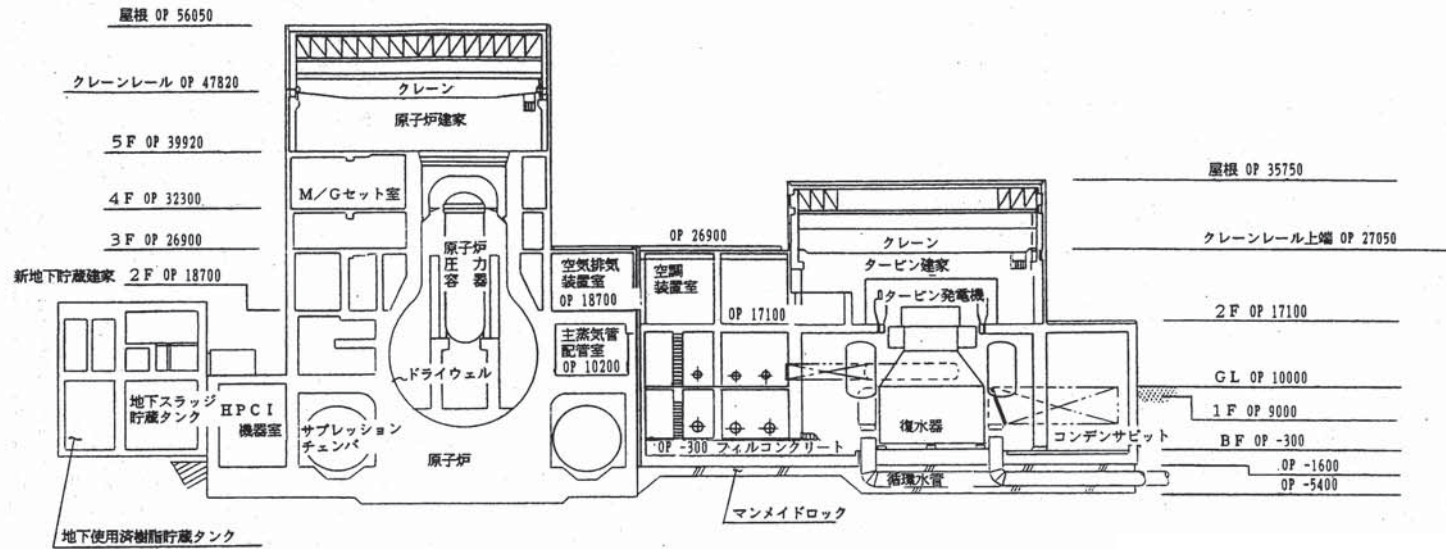 屋根 OP 56050
クレーンレール OP 47820
5F OP 39920
4F OP 32300
3F OP 26900
新地下貯蔵建家 2F OP 18700
クレーン
原子炉建家
M/Gセット室
原子炉
圧力
容器
ドライウェル
地下スラッジ
貯蔵タンク
HPCI
機器室
サプレッション
チェンバ
原子炉
地下使用済樹脂貯蔵タンク
空気排気
装置室
OP 18700
主蒸気管
配管室
OP 10200
OP 26900
空調
装置室
OP 17100
クレーン
タービン建家
タービン発電機
復水器
コンデンサピット
OP -300 フィルコンクリート
循環水管
マンメイドロック
屋根 OP 35750
クレーンレール上端 OP 27050
2F OP 17100
GL OP 10000
1F OP 9000
BF OP -300
OP -1600
OP -5400